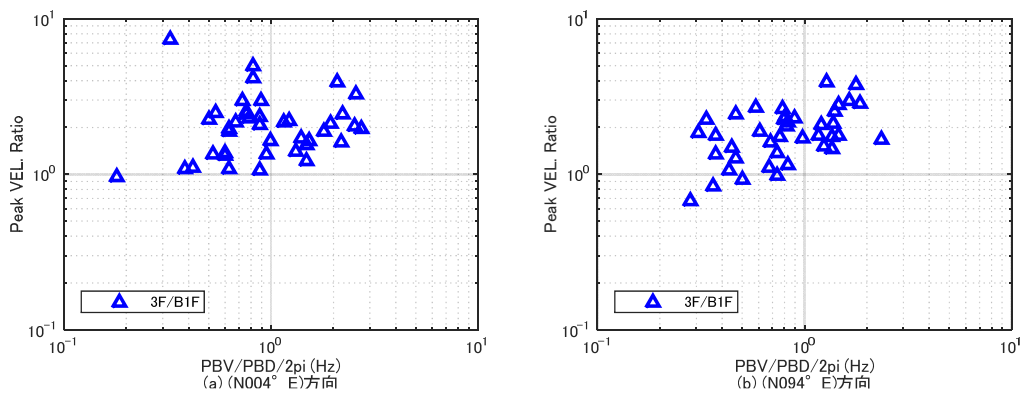 10¹
10⁰
10⁻¹
Peak VEL. Ratio
3F/B1F
10⁻¹ 10⁰ 10¹
PBV/PBD/2pi(Hz)
(a)(N004°E)方向
10¹
10⁰
10⁻¹
Peak VEL. Ratio
3F/B1F
10⁻¹ 10⁰ 10¹
PBV/PBD/2pi(Hz)
(b)(N094°E)方向